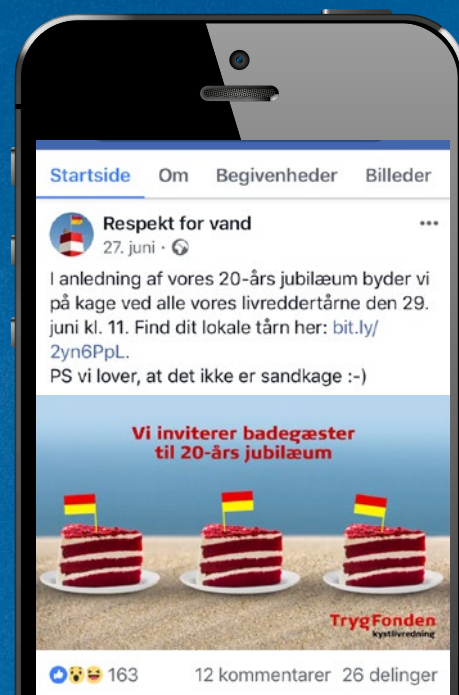 Startside Om Begivenheder Billeder
Respekt for vand
27. juni ·
I anledning af vores 20-års jubilæum byder vi
på kage ved alle vores livreddertårne den 29.
juni kl. 11. Find dit lokale tårn her: bit.ly/
2yn6PpL.
PS vi lover, at det ikke er sandkage :-)
Vi inviterer badegæster
til 20-års jubilæum
TrygFonden
kystlivredning
163 12 kommentarer 26 delinger